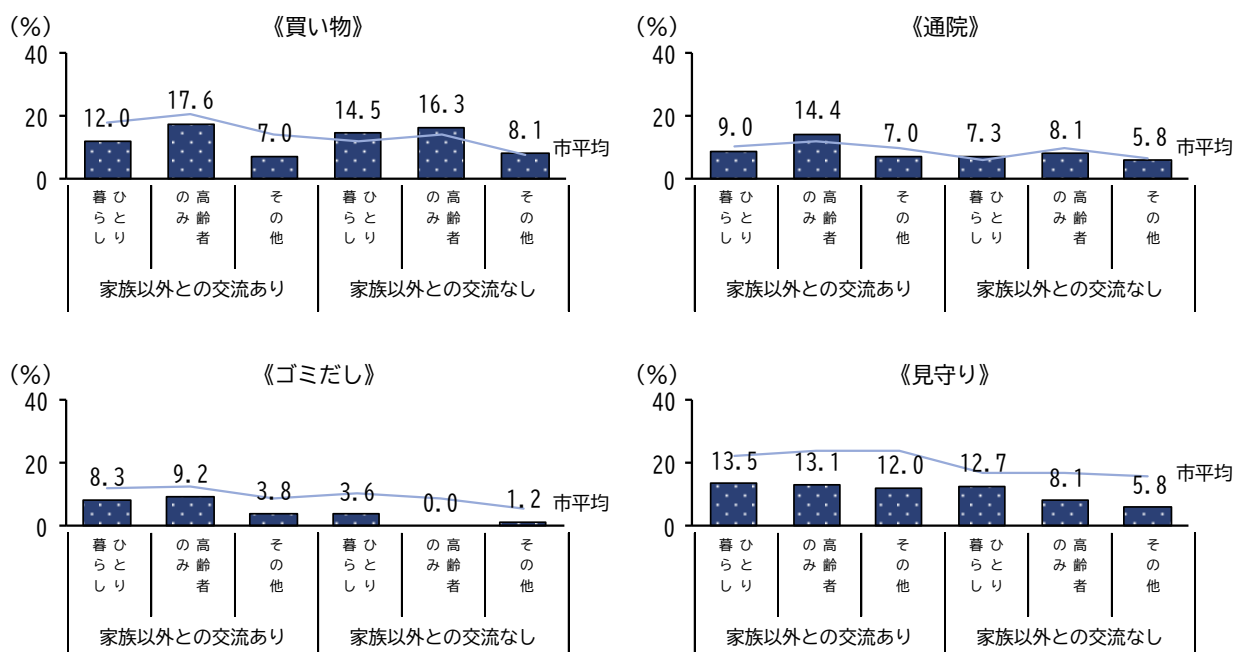 (%)
《買い物》
40
20
0
12.0
17.6
7.0
14.5
16.3
8.1
市平均
ひとり暮らし
高齢者のみ
その他
ひとり暮らし
高齢者のみ
その他
家族以外との交流あり
家族以外との交流なし
(%)
《通院》
40
20
0
9.0
14.4
7.0
7.3
8.1
5.8
市平均
ひとり暮らし
高齢者のみ
その他
ひとり暮らし
高齢者のみ
その他
家族以外との交流あり
家族以外との交流なし
(%)
《ゴミだし》
40
20
0
8.3
9.2
3.8
3.6
0.0
1.2
市平均
ひとり暮らし
高齢者のみ
その他
ひとり暮らし
高齢者のみ
その他
家族以外との交流あり
家族以外との交流なし
(%)
《見守り》
40
20
0
13.5
13.1
12.0
12.7
8.1
5.8
市平均
ひとり暮らし
高齢者のみ
その他
ひとり暮らし
高齢者のみ
その他
家族以外との交流あり
家族以外との交流なし